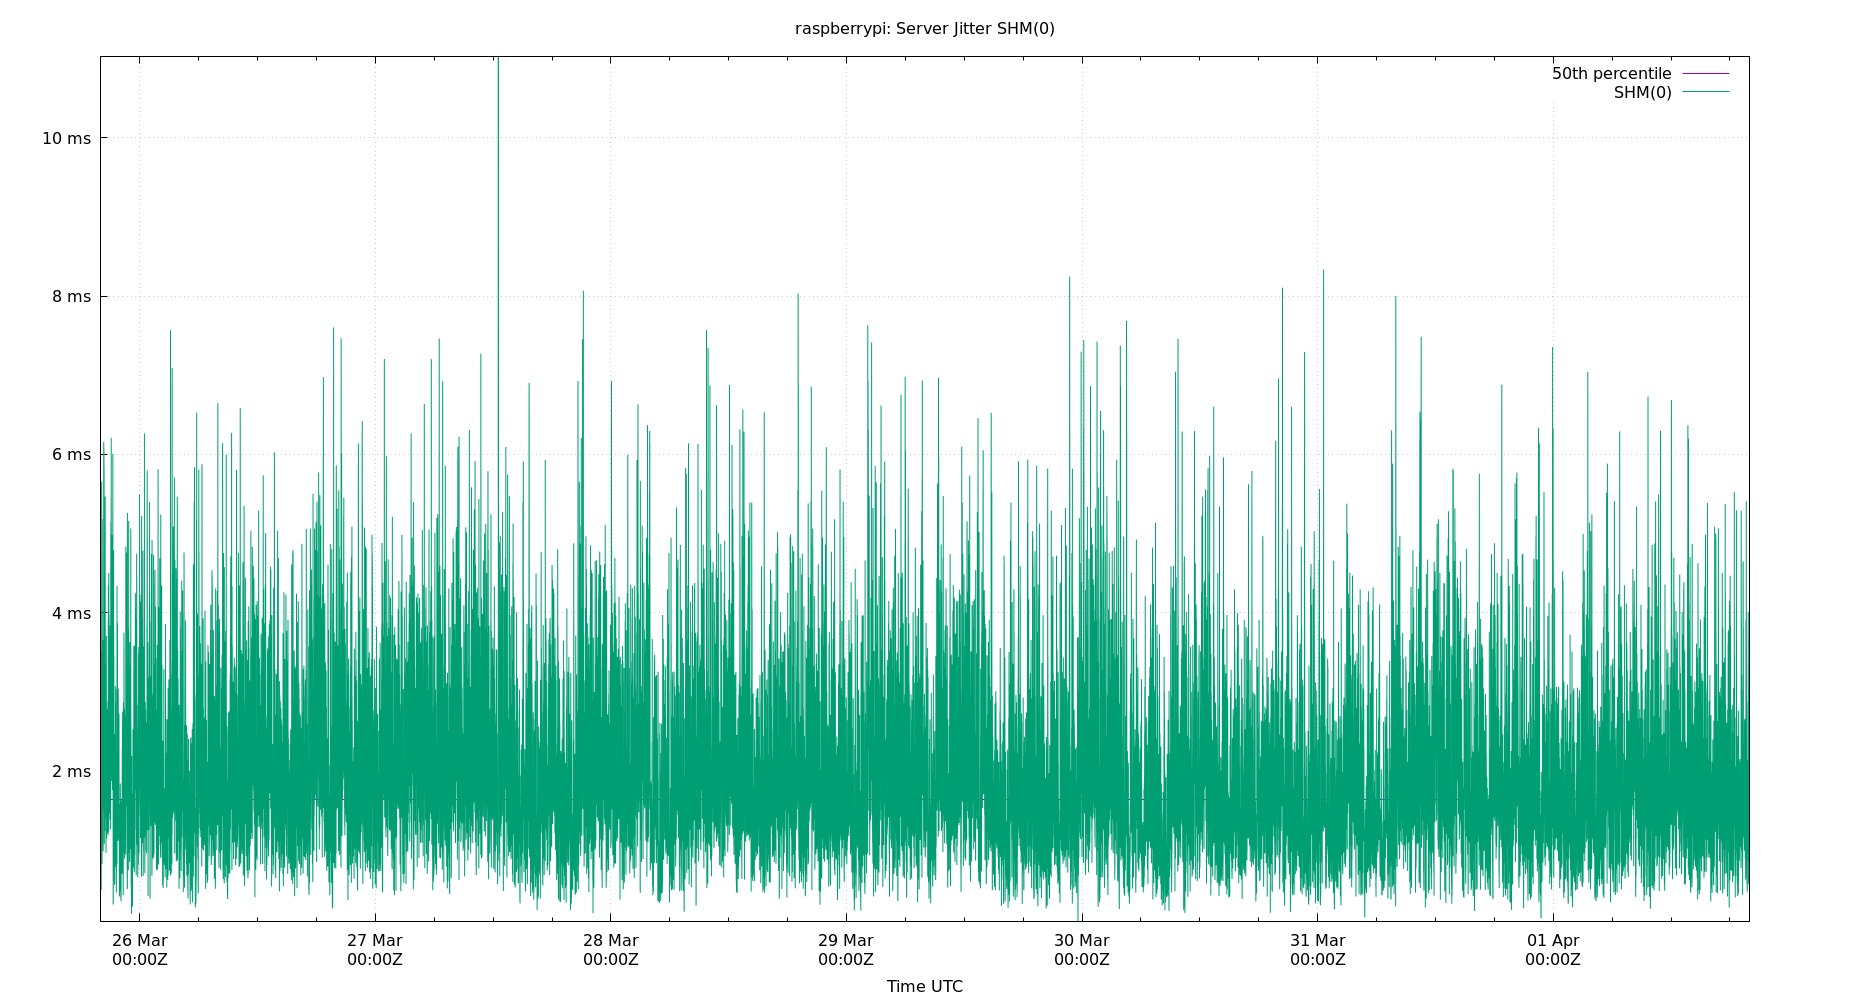 raspberrypi: Server Jitter SHM(0)
50th percentile
SHM(0)
10 ms
8 ms
6 ms
4 ms
2 ms
26 Mar 27 Mar 28 Mar 29 Mar 30 Mar 31 Mar 01 Apr
00:00Z 00:00Z 00:00Z 00:00Z 00:00Z 00:00Z 00:00Z
Time UTC